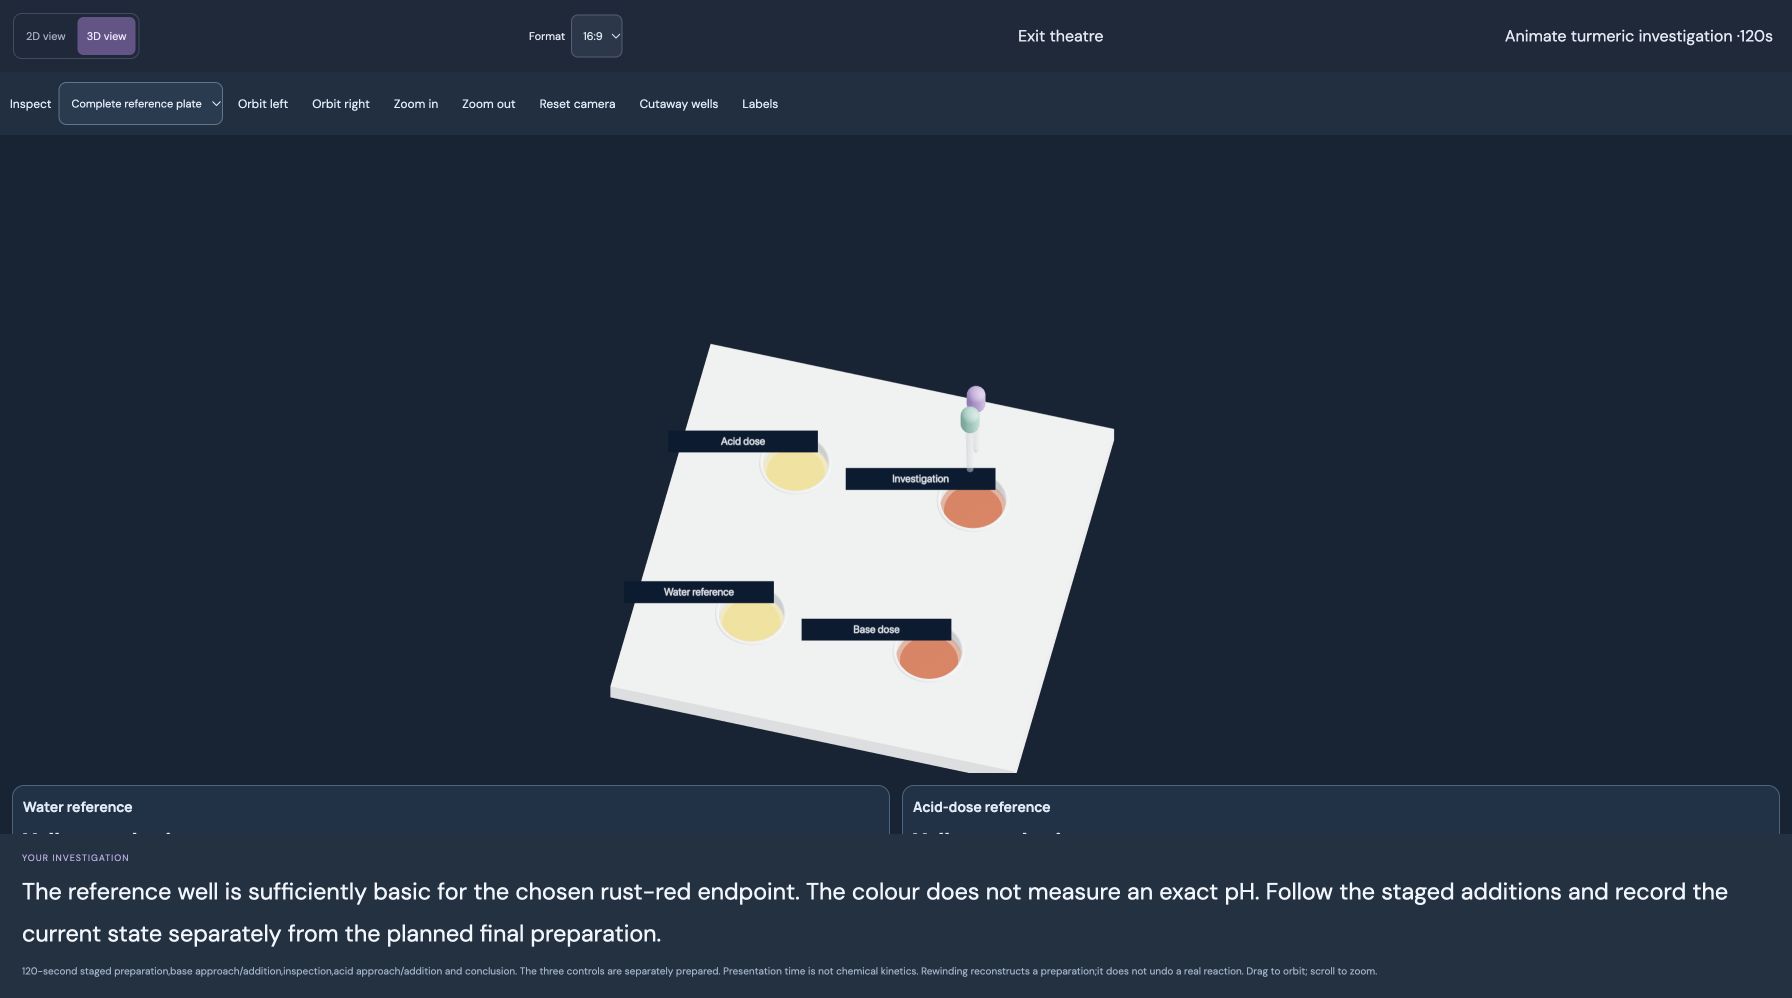 2D view
3D view
Format
16:9
Exit theatre
Animate turmeric investigation ·120s
Inspect
Complete reference plate
Orbit left
Orbit right
Zoom in
Zoom out
Reset camera
Cutaway wells
Labels
Acid dose
Investigation
Water reference
Base dose
Water reference
Acid-dose reference
YOUR INVESTIGATION
The reference well is sufficiently basic for the chosen rust-red endpoint. The colour does not measure an exact pH. Follow the staged additions and record the
current state separately from the planned final preparation.
120-second staged preparation,base approach/addition,inspection,acid approach/addition and conclusion. The three controls are separately prepared. Presentation time is not chemical kinetics. Rewinding reconstructs a preparation;it does not undo a real reaction. Drag to orbit; scroll to zoom.